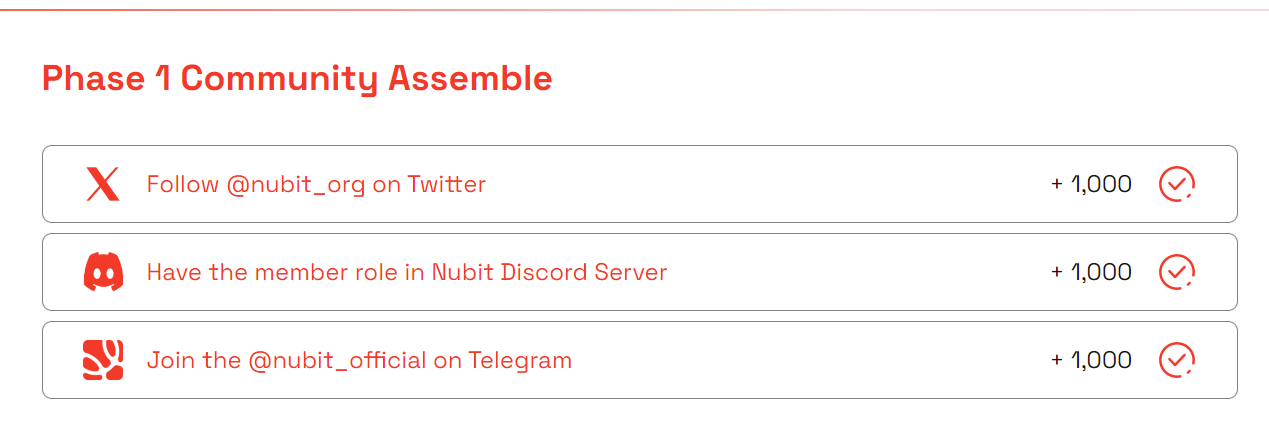 Phase 1 Community Assemble
Follow @nubit_org on Twitter + 1,000
Have the member role in Nubit Discord Server + 1,000
Join the @nubit_official on Telegram + 1,000